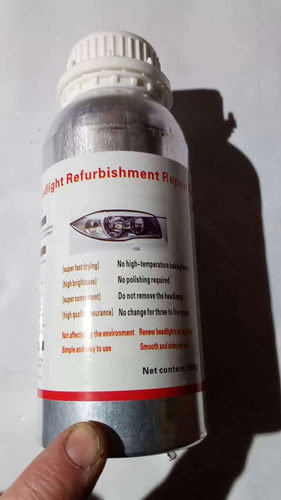 Refurbishment Repair
[super fast drying] No high-temperature baking
[high brightness] No polishing required
[super convenient] Do not remove the headlamp
[high quality assurance] No change for three to five years
Not affected by the environment Renew headlights at any
Simple and easy to use Smooth and shiny
Net content: